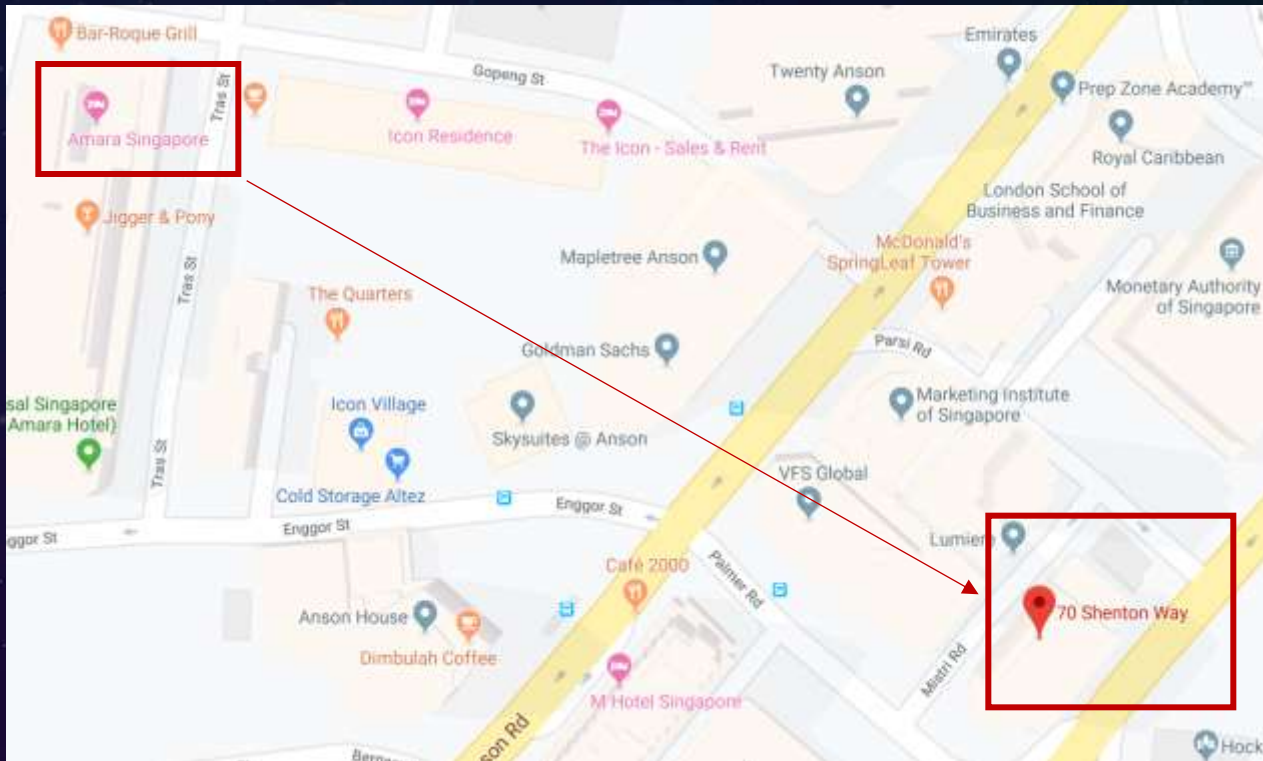 Bar-Roque Grill
Gopeng St
Emirates
Twenty Anson
Prep Zone Academy™
Tras St
Amara Singapore
Icon Residence
The Icon - Sales & Rent
Royal Caribbean
London School of
Business and Finance
Jigger & Pony
Mapletree Anson
McDonald's
SpringLeaf Tower
Monetary Authority
of Singapore
Tras St
The Quarters
Goldman Sachs
Parsi Rd
Marketing Institute
of Singapore
sal Singapore
Amara Hotel)
Icon Village
Skysuites @ Anson
Tras St
VFS Global
Cold Storage Altez
Enggor St
Enggor St
ggor St
Lumiere
Café 2000
Palmer Rd
Anson House
70 Shenton Way
Dimbulah Coffee
Mistri Rd
M Hotel Singapore
son Rd
Hock